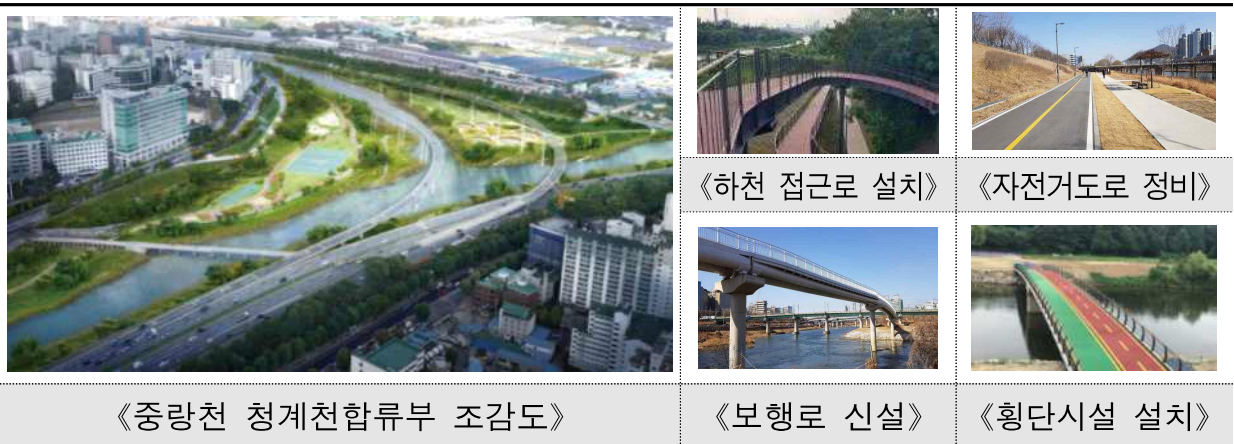 《하천 접근로 설치》
《자전거도로 정비》
《중랑천 청계천합류부 조감도》
《보행로 신설》
《횡단시설 설치》